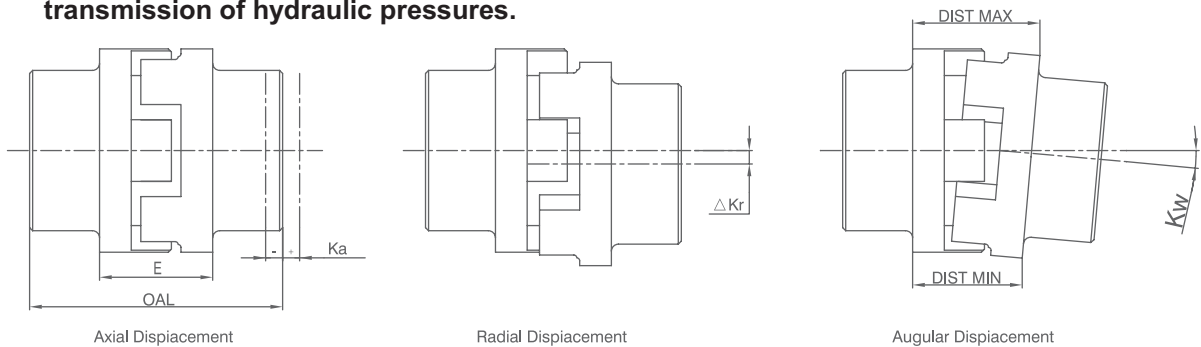 transmission of hydraulic pressures.
DIST MAX
△Kr
Kw
- +
Ka
E
OAL
DIST MIN
Axial Dispiacement
Radial Dispiacement
Augular Dispiacement